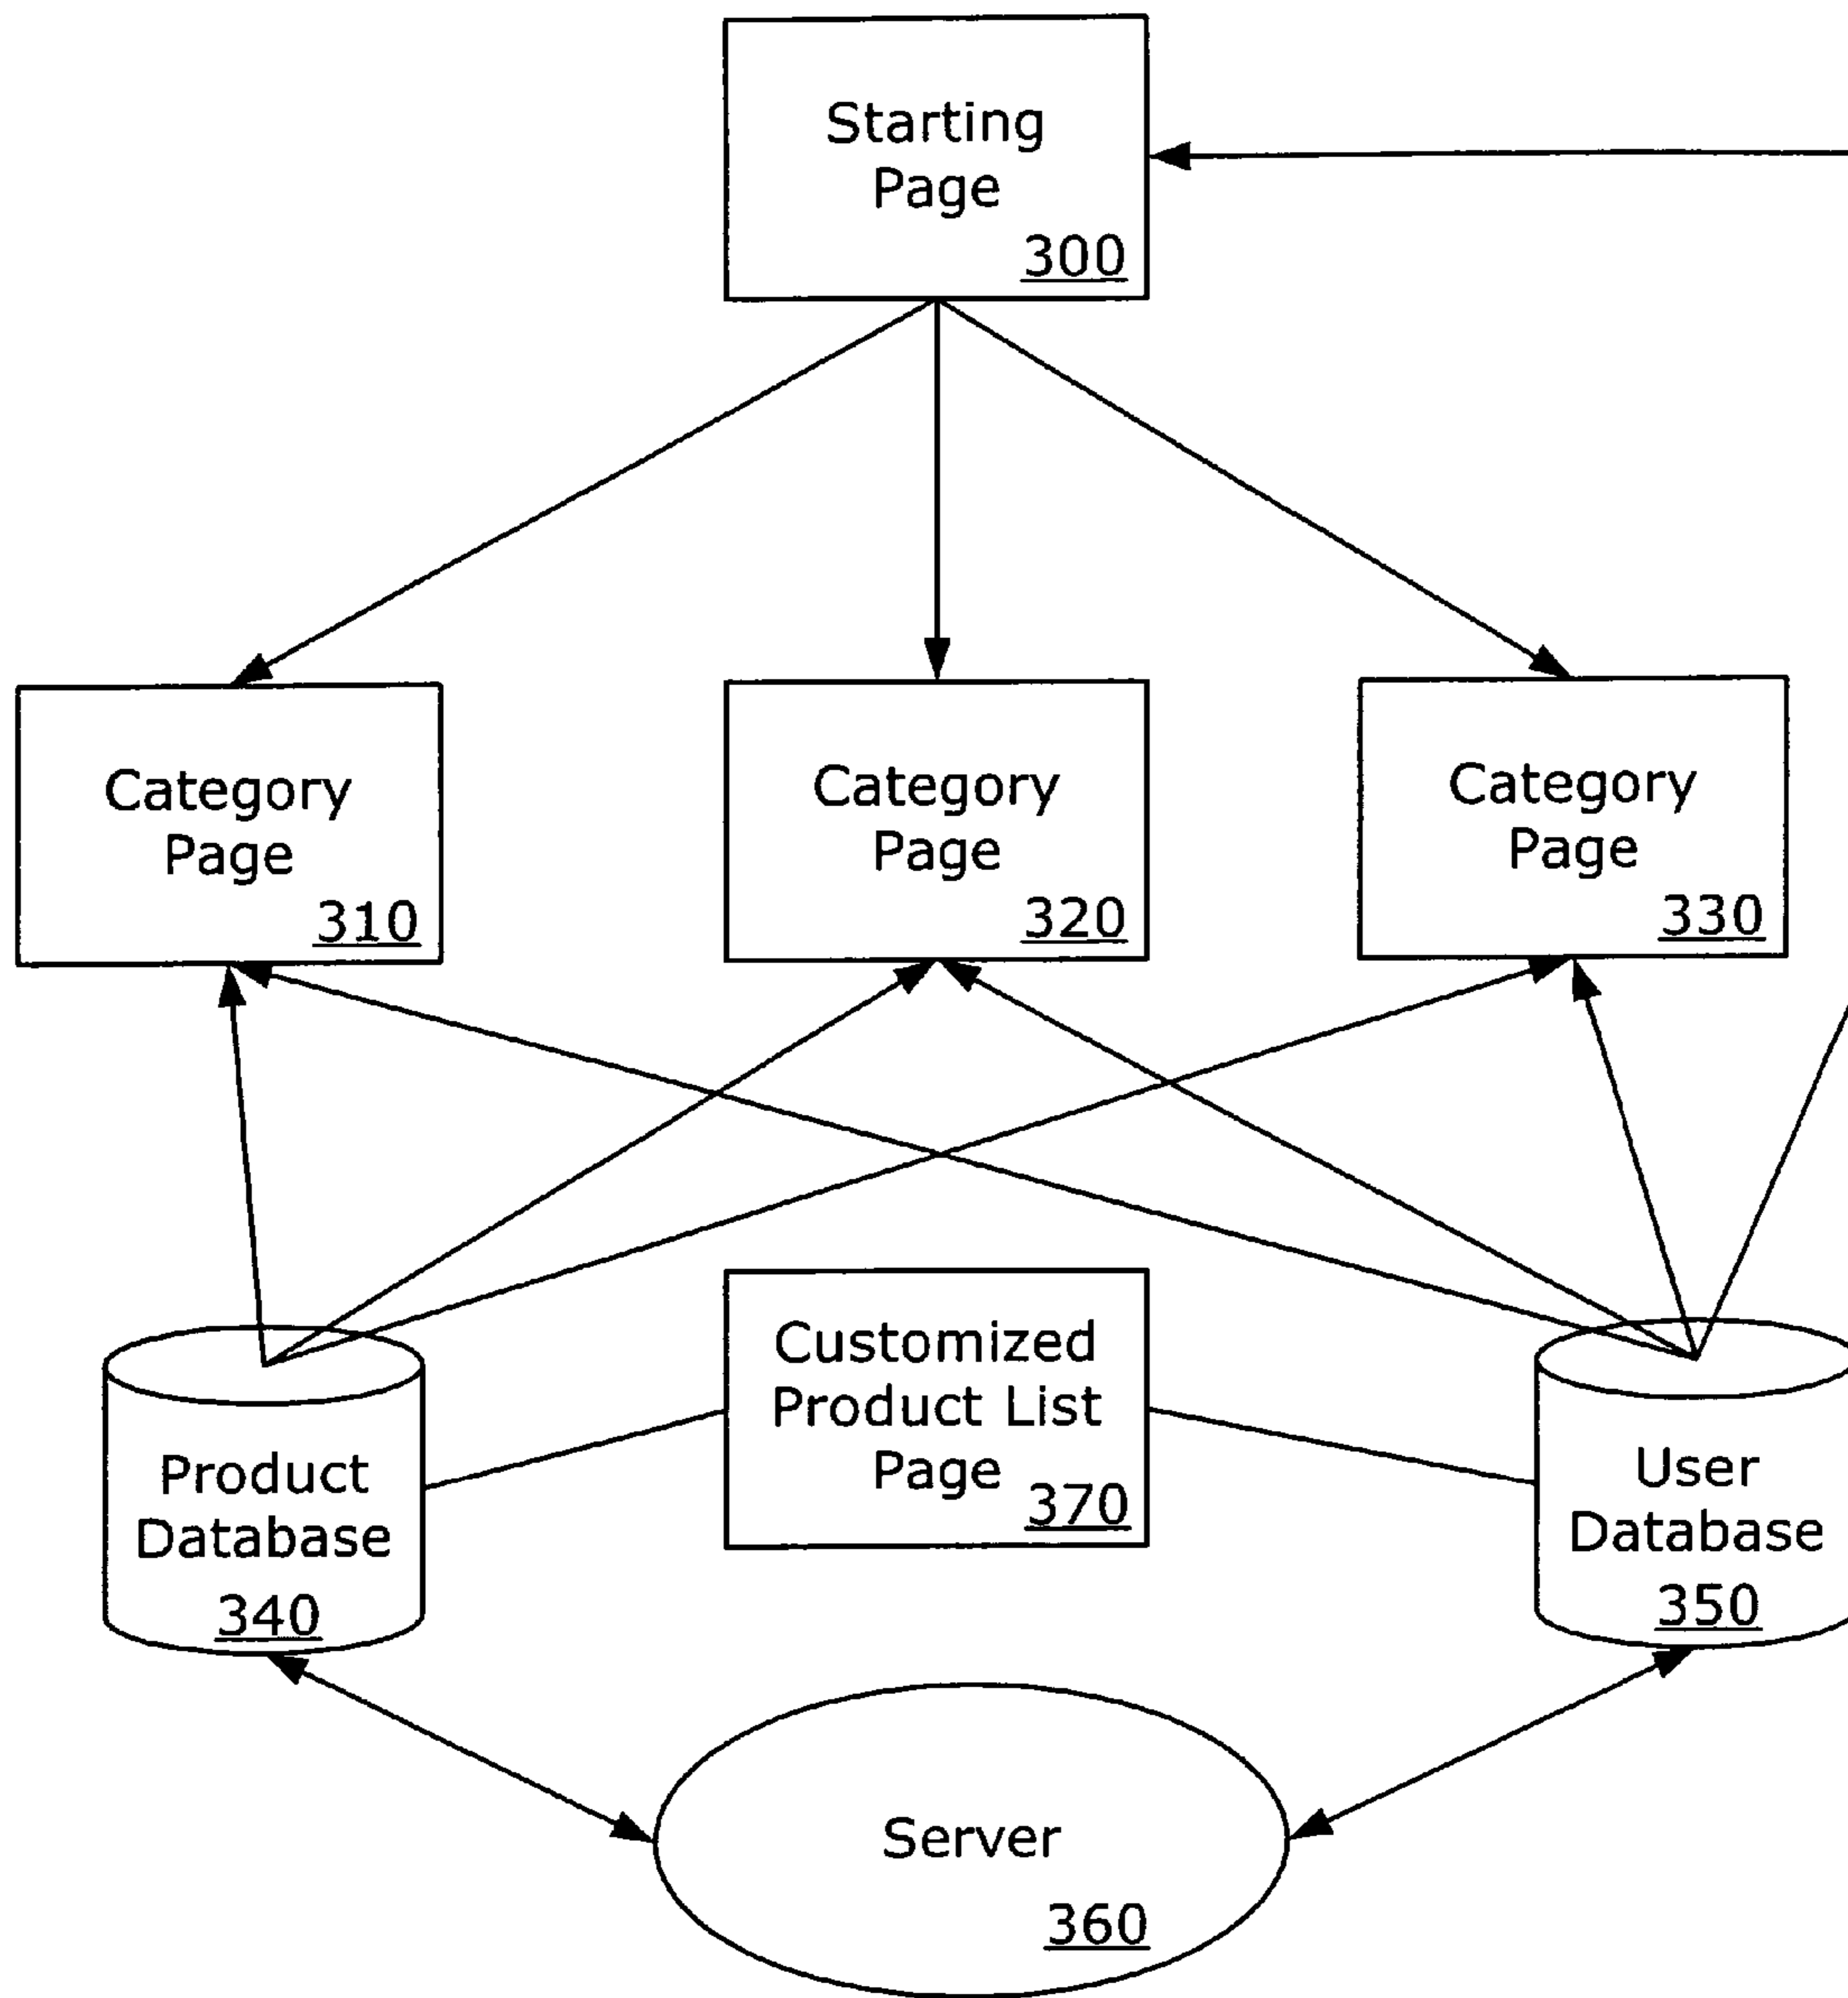 Starting
Page
300
Category
Page
310
Category
Page
320
Category
Page
330
Customized
Product List
Page
370
Product
Database
340
User
Database
350
Server
360